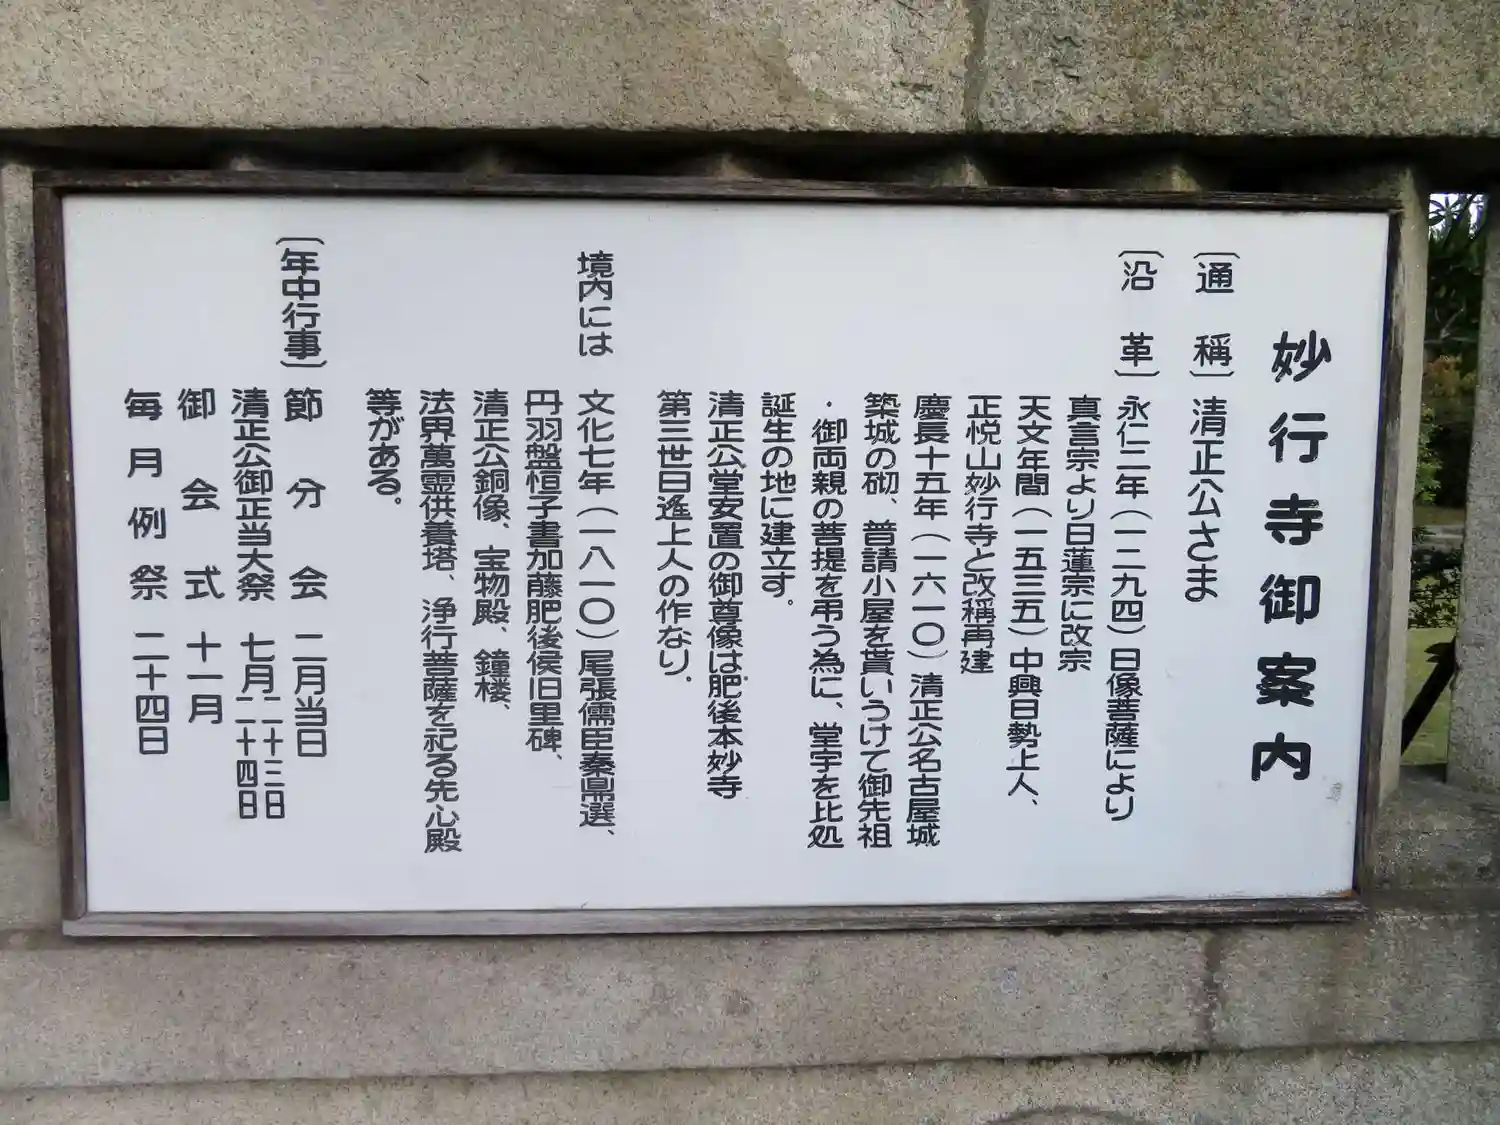 妙行寺御案内
〔通稱〕清正公さま
〔沿革〕永仁二年（一二九四）日像菩薩により
真言宗より日蓮宗に改宗
天文年間（一五三五）中興日勢上人、
正悦山妙行寺と改稱再建
慶長十五年（一六一〇）清正公名古屋城
築城の砌、普請小屋を貰いうけて御先祖
・御両親の菩提を弔う為に、堂宇を比処
誕生の地に建立す。
清正公堂安置の御尊像は肥後本妙寺
第三世日遙上人の作なり．
境内には 文化七年（一八一〇）尾張儒臣秦鼎選、
丹羽盤恒子書加藤肥後侯旧里碑、
清正公銅像、宝物殿、鐘楼、
法界萬霊供養塔、浄行菩薩を祀る先心殿
等がある。
〔年中行事〕節分会 二月当日
清正公御正当大祭 七月二十三日二十四日
御会式 十一月
毎月例祭 二十四日